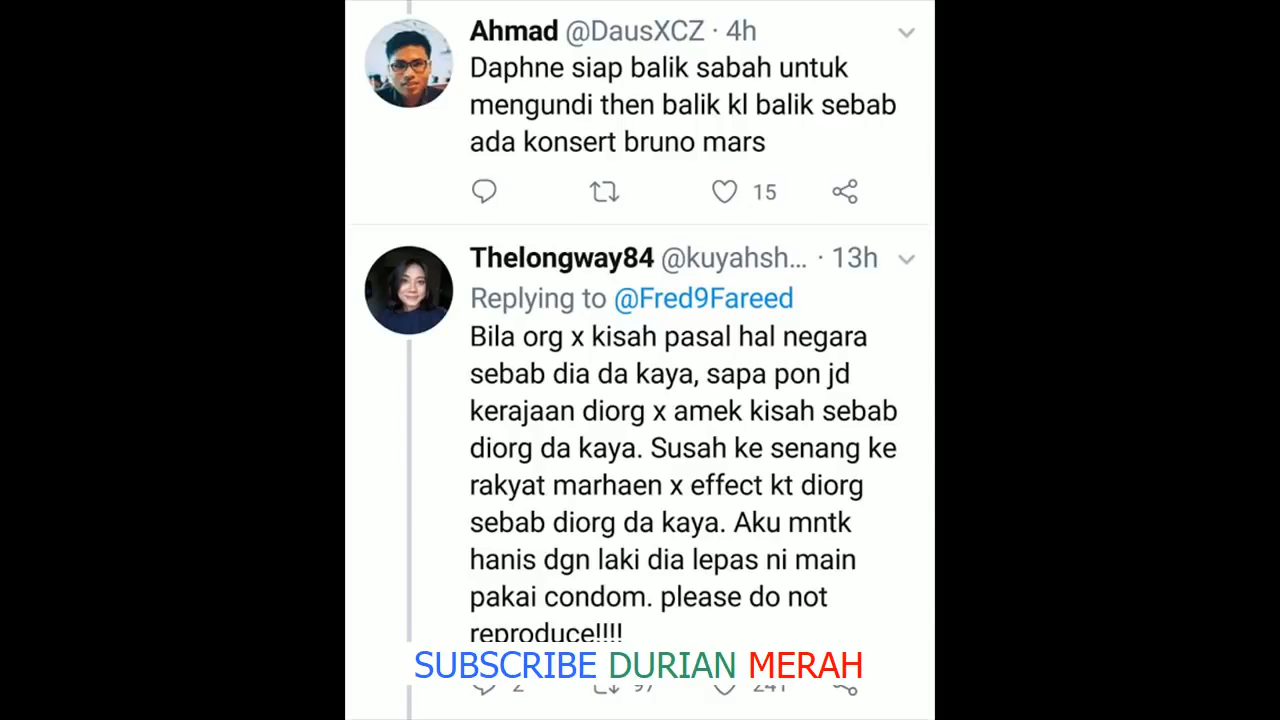 Ahmad @DausXCZ · 4h
Daphne siap balik sabah untuk
mengundi then balik kl balik sebab
ada konsert bruno mars
15
Thelongway84 @kuyahsh... · 13h
Replying to @Fred9Fareed
Bila org x kisah pasal hal negara
sebab dia da kaya, sapa pon jd
kerajaan diorg x amek kisah sebab
diorg da kaya. Susah ke senang ke
rakyat marhaen x effect kt diorg
sebab diorg da kaya. Aku mntk
hanis dgn laki dia lepas ni main
pakai condom. please do not
reproduce!!!!
SUBSCRIBE DURIAN MERAH
2 97 241